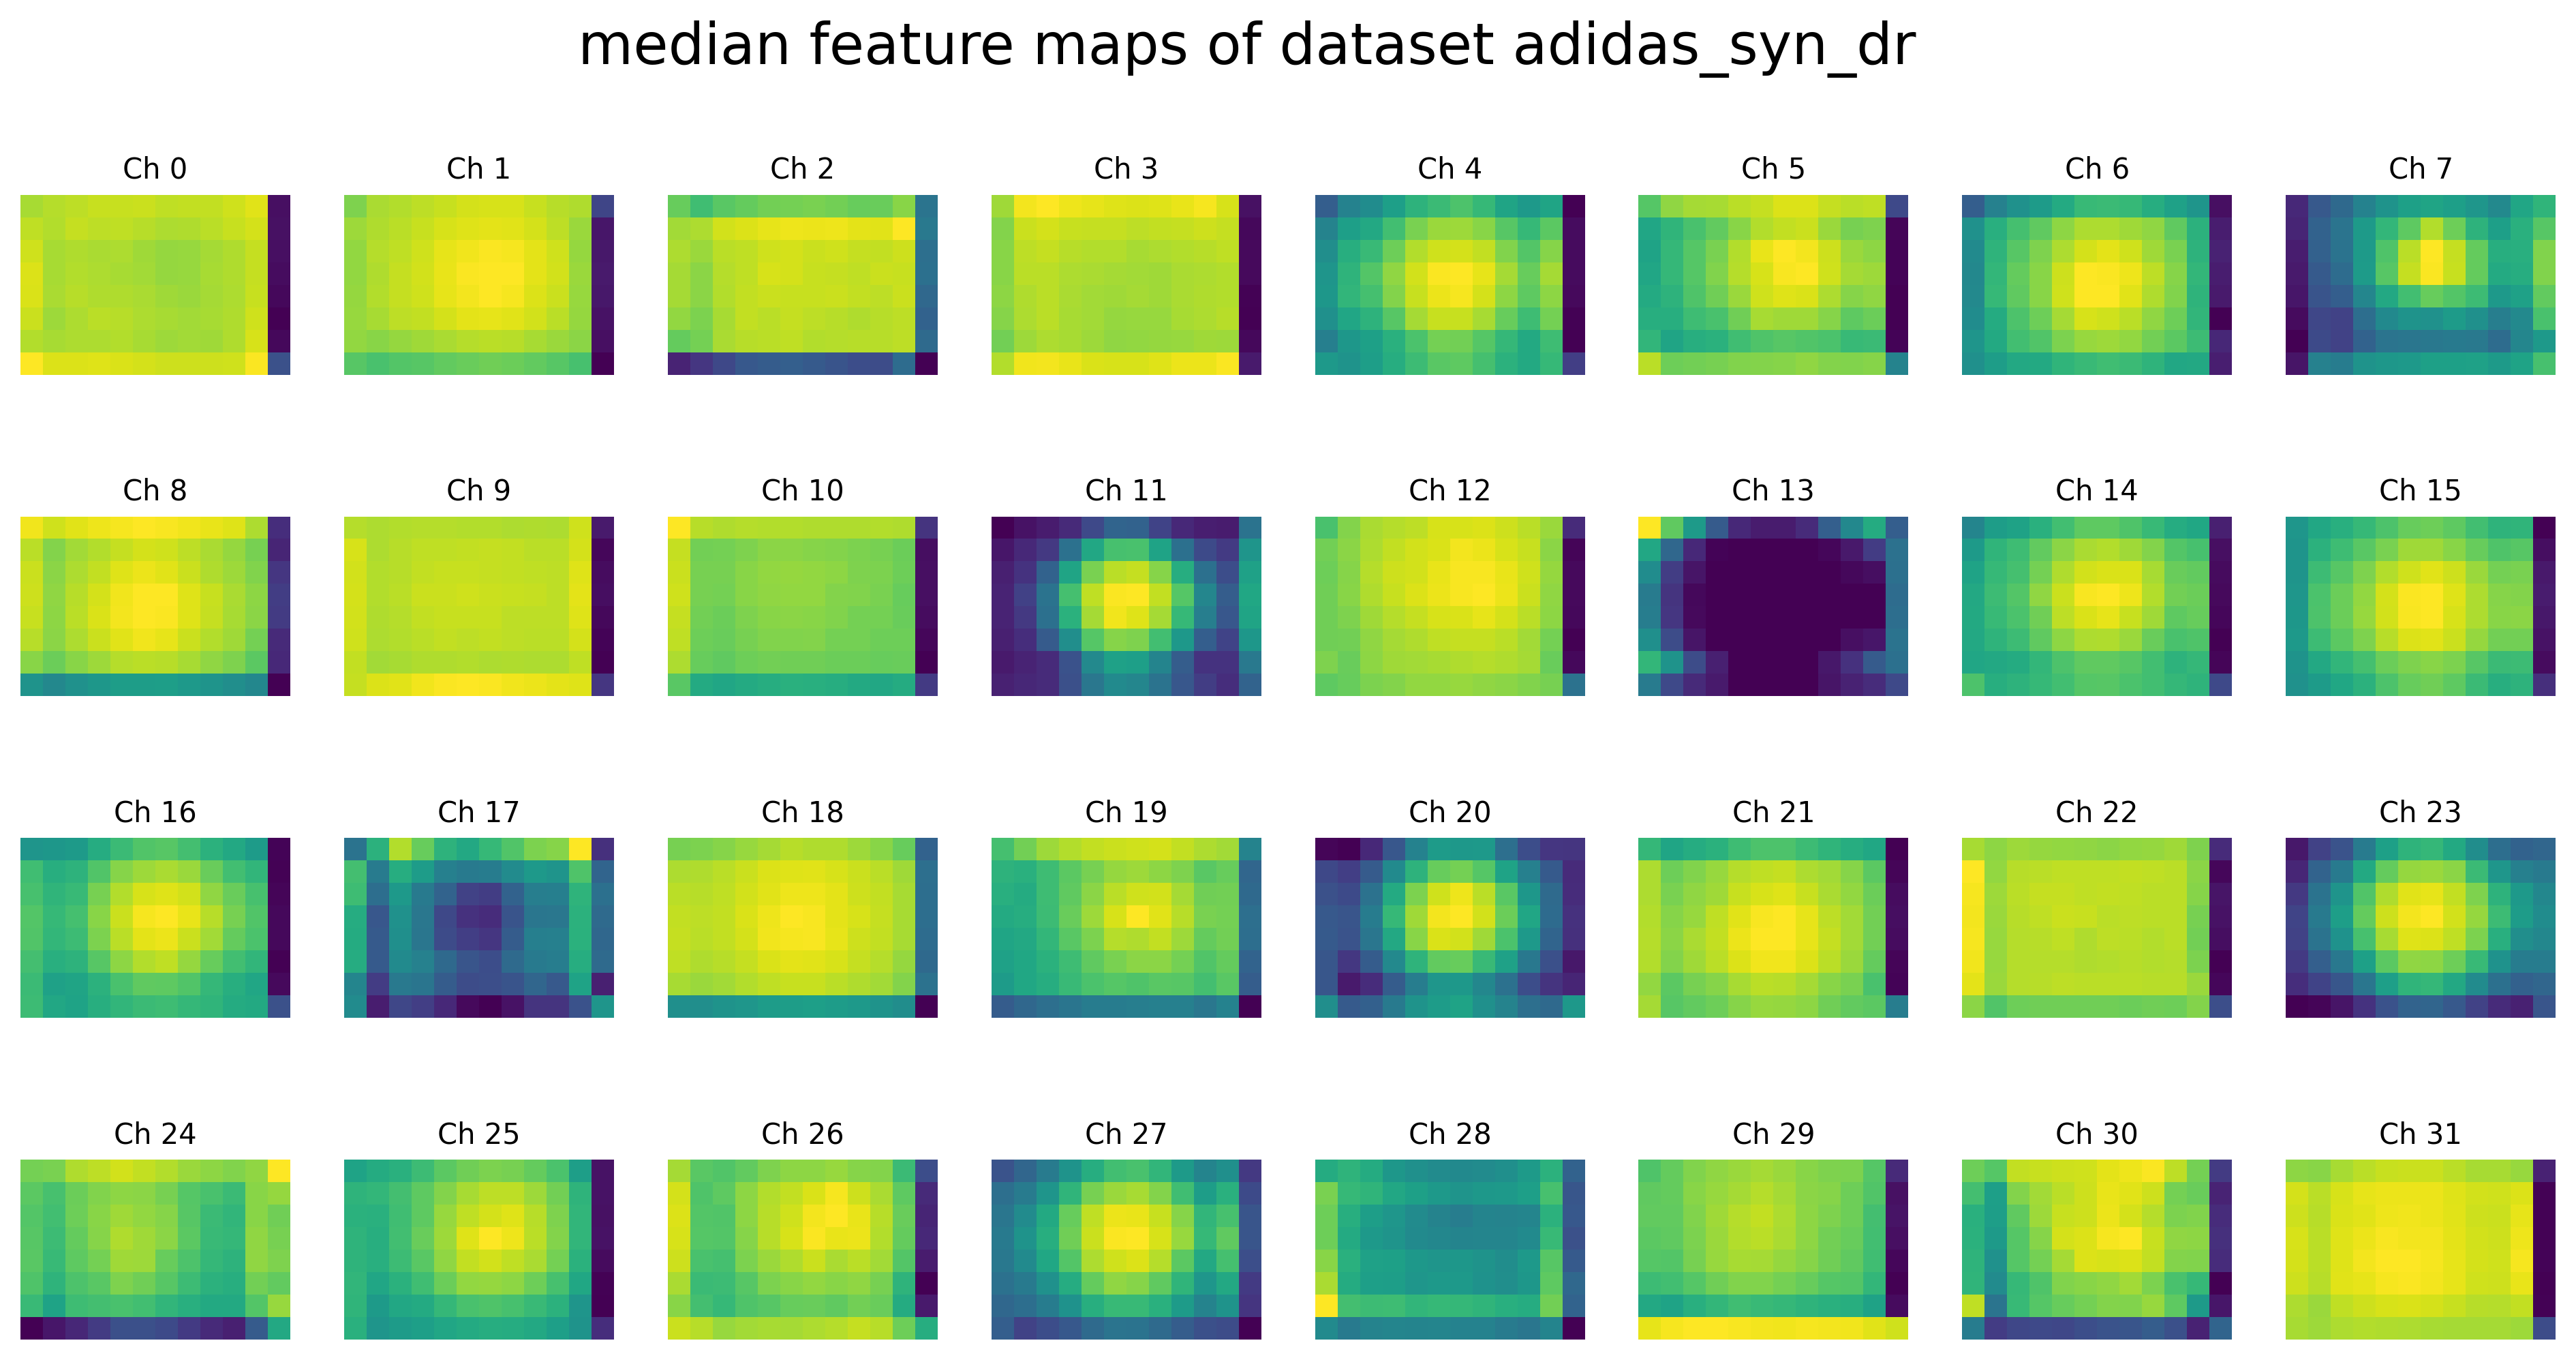 median feature maps of dataset adidas_syn_dr
Ch 0 Ch 1 Ch 2 Ch 3 Ch 4 Ch 5 Ch 6 Ch 7
Ch 8 Ch 9 Ch 10 Ch 11 Ch 12 Ch 13 Ch 14 Ch 15
Ch 16 Ch 17 Ch 18 Ch 19 Ch 20 Ch 21 Ch 22 Ch 23
Ch 24 Ch 25 Ch 26 Ch 27 Ch 28 Ch 29 Ch 30 Ch 31